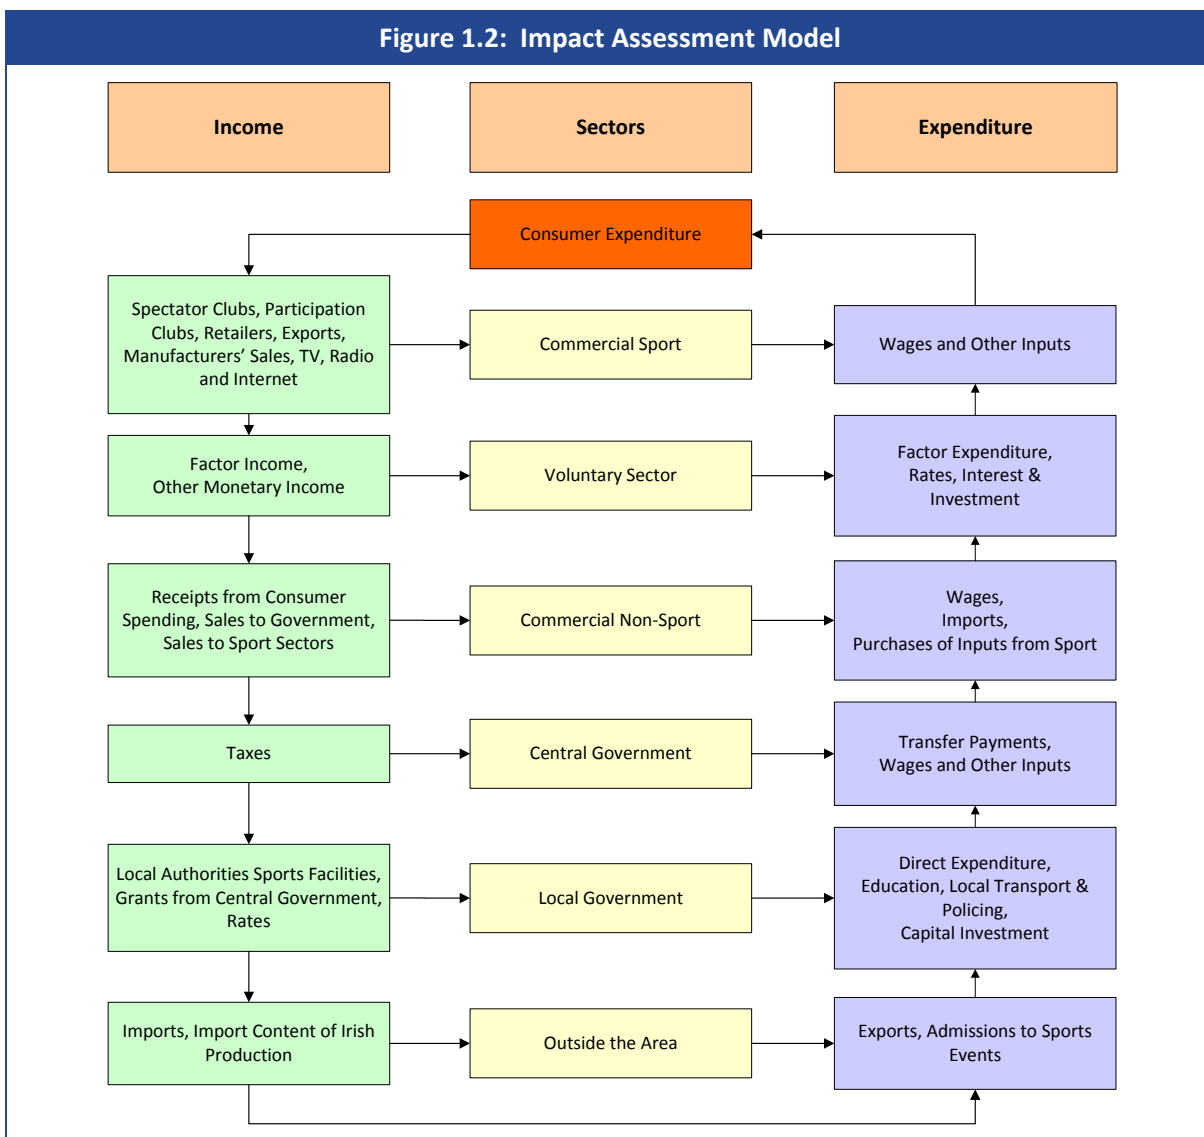 Figure 1.2:  Impact Assessment Model
Income
Sectors
Expenditure
Consumer Expenditure
Spectator Clubs, Participation
Clubs, Retailers, Exports,
Manufacturers’ Sales, TV, Radio
and Internet
Commercial Sport
Wages and Other Inputs
Factor Income,
Other Monetary Income
Voluntary Sector
Factor Expenditure,
Rates, Interest &
Investment
Receipts from Consumer
Spending, Sales to Government,
Sales to Sport Sectors
Commercial Non-Sport
Wages,
Imports,
Purchases of Inputs from Sport
Taxes
Central Government
Transfer Payments,
Wages and Other Inputs
Local Authorities Sports Facilities,
Grants from Central Government,
Rates
Local Government
Direct Expenditure,
Education, Local Transport &
Policing,
Capital Investment
Imports, Import Content of Irish
Production
Outside the Area
Exports, Admissions to Sports
Events